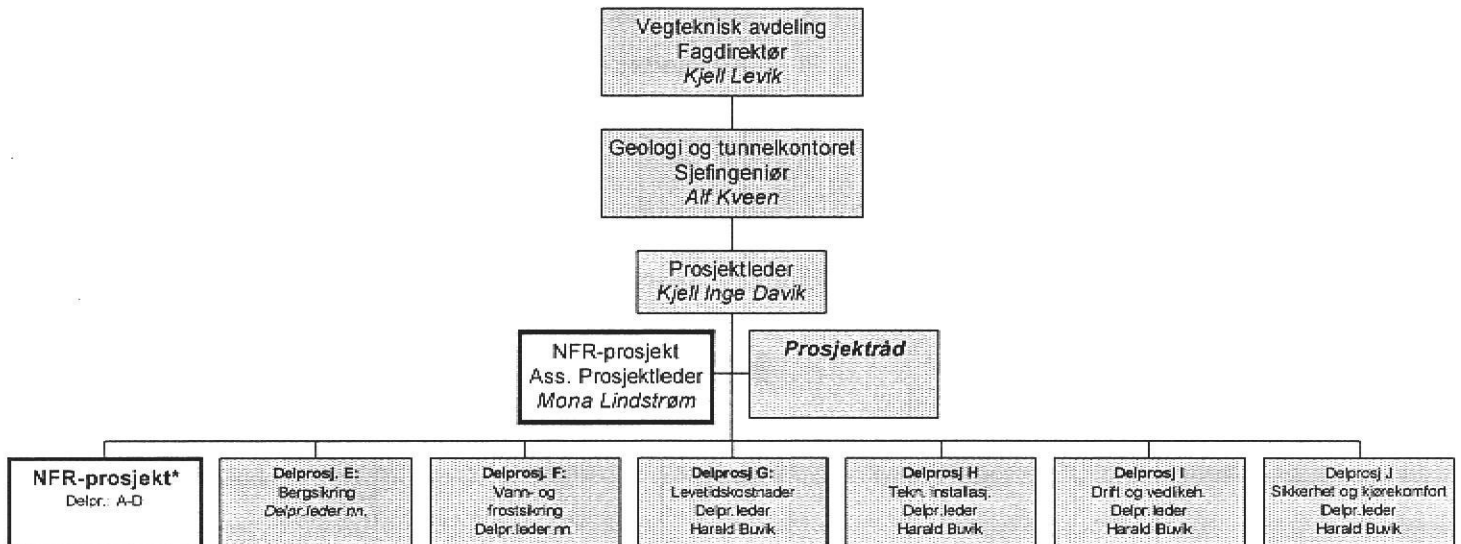 Vegteknisk avdeling
Fagdirektør
Kjell Levik
Geologi og tunnelkontoret
Sjefingeniør
Alf Kveen
Prosjektleder
Kjell Inge Davik
NFR-prosjekt
Ass. Prosjektleder
Mona Lindstrøm
Prosjektråd
NFR-prosjekt*
Delpr.: A-D
Delprosj. E:
Bergsikring
Delpr.leder nn.
Delprosj. F:
Vann- og
frostsikring
Delpr.leder nn
Delprosj G:
Levetidskostnader
Delpr.leder
Harald Buvik
Delprosj H
Tekn. installasj.
Delpr.leder
Harald Buvik
Delprosj I
Drift og vedlikeh.
Delpr.leder
Harald Buvik
Delprosj J
Sikkerhet og kjørekomfort
Delpr.leder
Harald Buvik